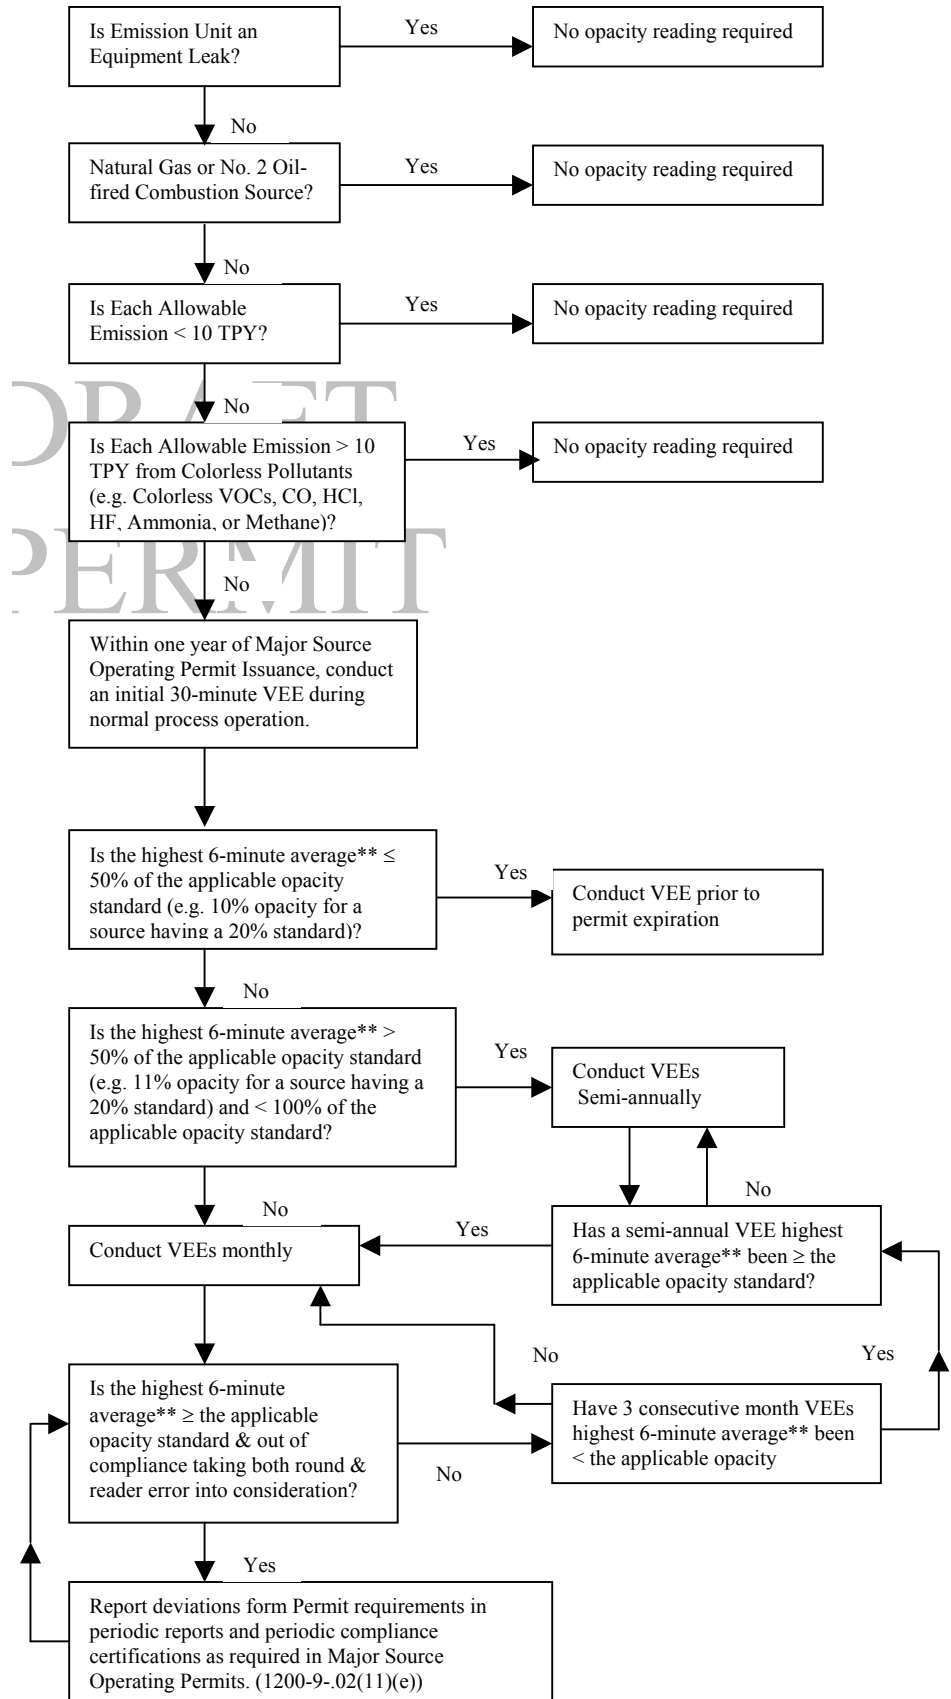 Is Emission Unit an
Equipment Leak?
Yes
No opacity reading required
No
Natural Gas or No. 2 Oil-
fired Combustion Source?
Yes
No opacity reading required
No
Is Each Allowable
Emission < 10 TPY?
Yes
No opacity reading required
DRAFT
No
Is Each Allowable Emission > 10
TPY from Colorless Pollutants
(e.g. Colorless VOCs, CO, HCl,
HF, Ammonia, or Methane)?
Yes
No opacity reading required
PERMIT
No
Within one year of Major Source
Operating Permit Issuance, conduct
an initial 30-minute VEE during
normal process operation.
Is the highest 6-minute average** ≤
50% of the applicable opacity
standard (e.g. 10% opacity for a
source having a 20% standard)?
Yes
Conduct VEE prior to
permit expiration
No
Is the highest 6-minute average** >
50% of the applicable opacity standard
(e.g. 11% opacity for a source having a
20% standard) and < 100% of the
applicable opacity standard?
Yes
Conduct VEEs
Semi-annually
No
No
Conduct VEEs monthly
Yes
Has a semi-annual VEE highest
6-minute average** been ≥ the
applicable opacity standard?
No
Yes
Is the highest 6-minute
average** ≥ the applicable
opacity standard & out of
compliance taking both round &
reader error into consideration?
No
Have 3 consecutive month VEEs
highest 6-minute average** been
< the applicable opacity
Yes
Report deviations form Permit requirements in
periodic reports and periodic compliance
certifications as required in Major Source
Operating Permits. (1200-9-.02(11)(e))